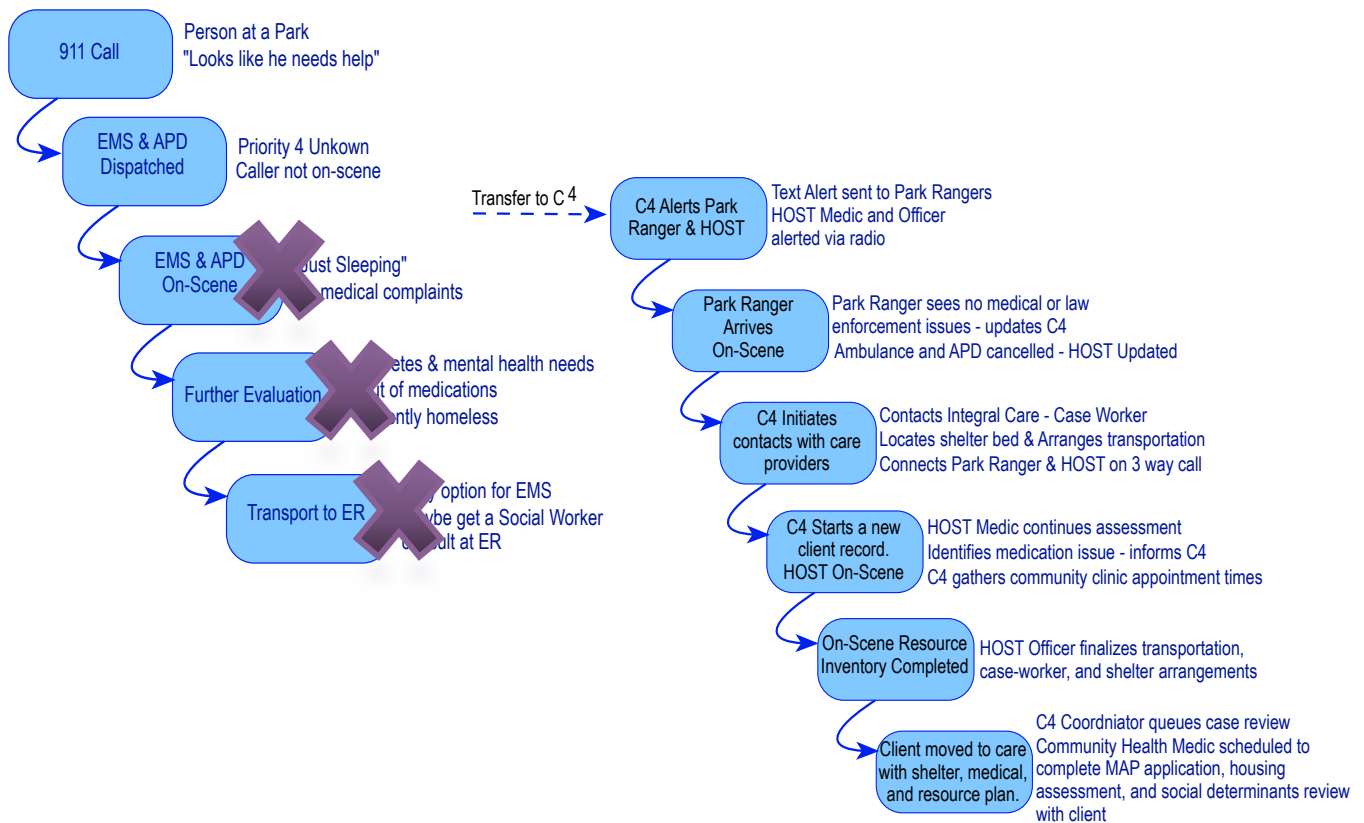 911 Call
Person at a Park
"Looks like he needs help"
EMS & APD
Dispatched
Priority 4 Unkown
Caller not on-scene
EMS & APD
On-Scene
Sleeping"
medical complaints
Further Evaluation
& mental health needs
of medications
homeless
Transport to ER
option for EMS
get a Social Worker
at ER
Transfer to C 4
C4 Alerts Park
Ranger & HOST
Text Alert sent to Park Rangers
HOST Medic and Officer
alerted via radio
Park Ranger
Arrives
On-Scene
Park Ranger sees no medical or law
enforcement issues - updates C4
Ambulance and APD cancelled - HOST Updated
C4 Initiates
contacts with care
providers
Contacts Integral Care - Case Worker
Locates shelter bed & Arranges transportation
Connects Park Ranger & HOST on 3 way call
C4 Starts a new
client record.
HOST On-Scene
HOST Medic continues assessment
Identifies medication issue - informs C4
C4 gathers community clinic appointment times
On-Scene Resource
Inventory Completed
HOST Officer finalizes transportation,
case-worker, and shelter arrangements
Client moved to care
with shelter, medical,
and resource plan.
C4 Coordniator queues case review
Community Health Medic scheduled to
complete MAP application, housing
assessment, and social determinants review
with client